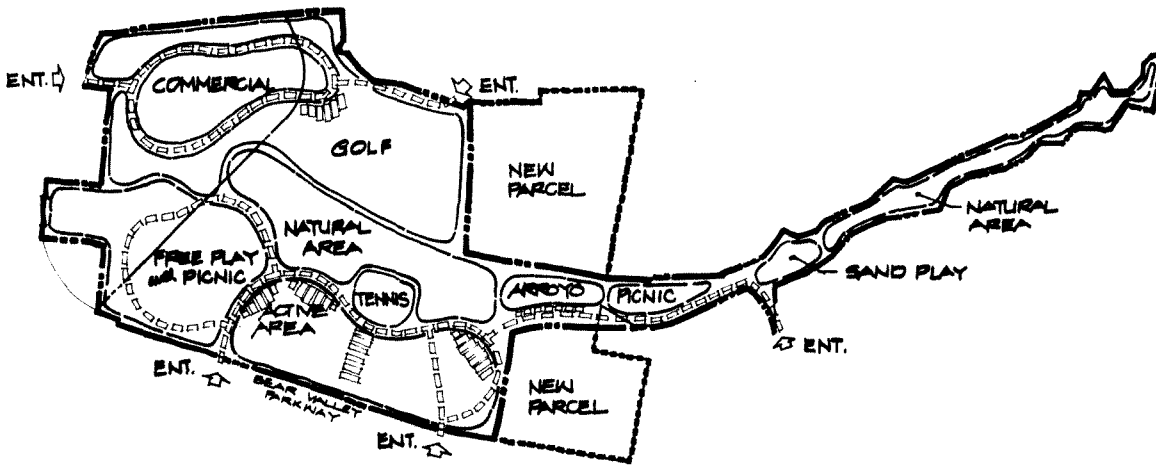 ENT.
COMMERCIAL
ENT.
GOLF
NEW
PARCEL
NATURAL
AREA
NATURAL
AREA
FREE PLAY
and PICNIC
SAND PLAY
TENNIS
ARROYO
PICNIC
ACTIVE
AREA
ENT.
ENT.
BEAR VALLEY
PARKWAY
NEW
PARCEL
ENT.